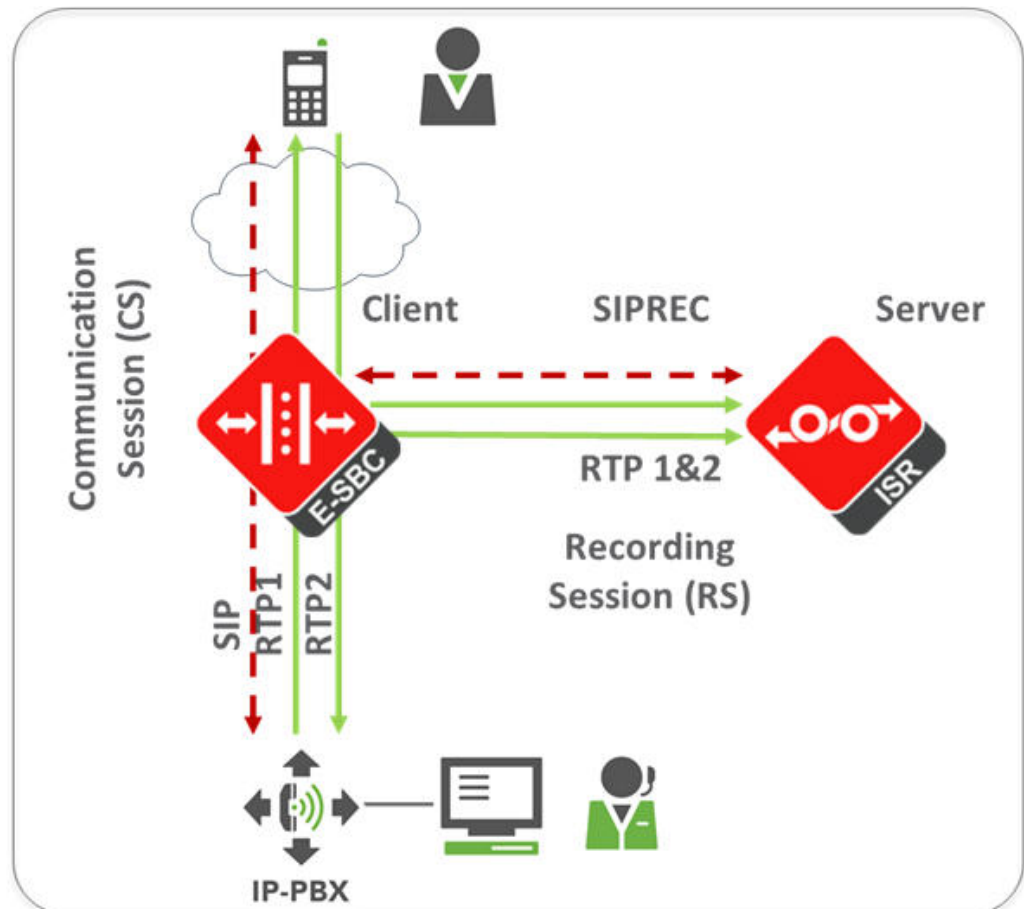 Communication
Session (CS)
Client
SIPREC
Server
E-SBC
ISR
RTP 1&2
Recording
Session (RS)
SIP
RTP1
RTP2
IP-PBX